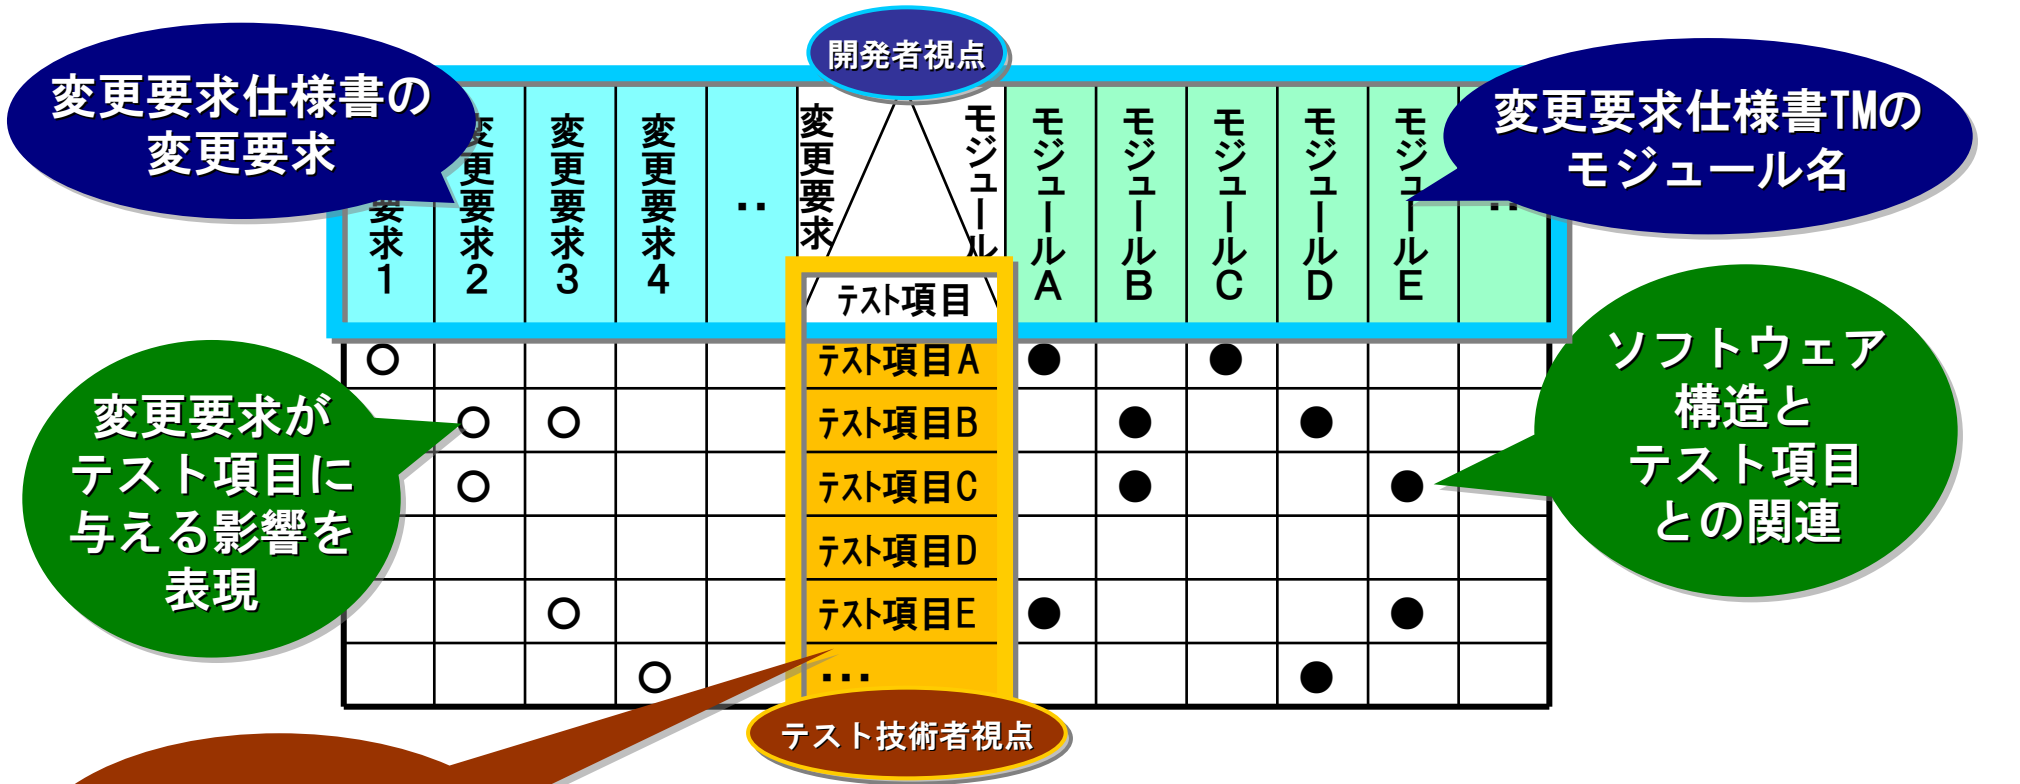 開発者視点
変更要求仕様書の
変更要求
変更要求仕様書TMの
モジュール名
要求1
変更要求2
変更要求3
変更要求4
‥
変更要求
モジュール
テスト項目
モジュールA
モジュールB
モジュールC
モジュールD
モジュールE
‥
テスト項目A
テスト項目B
テスト項目C
テスト項目D
テスト項目E
…
変更要求が
テスト項目に
与える影響を
表現
ソフトウェア
構造と
テスト項目
との関連
テスト技術者視点